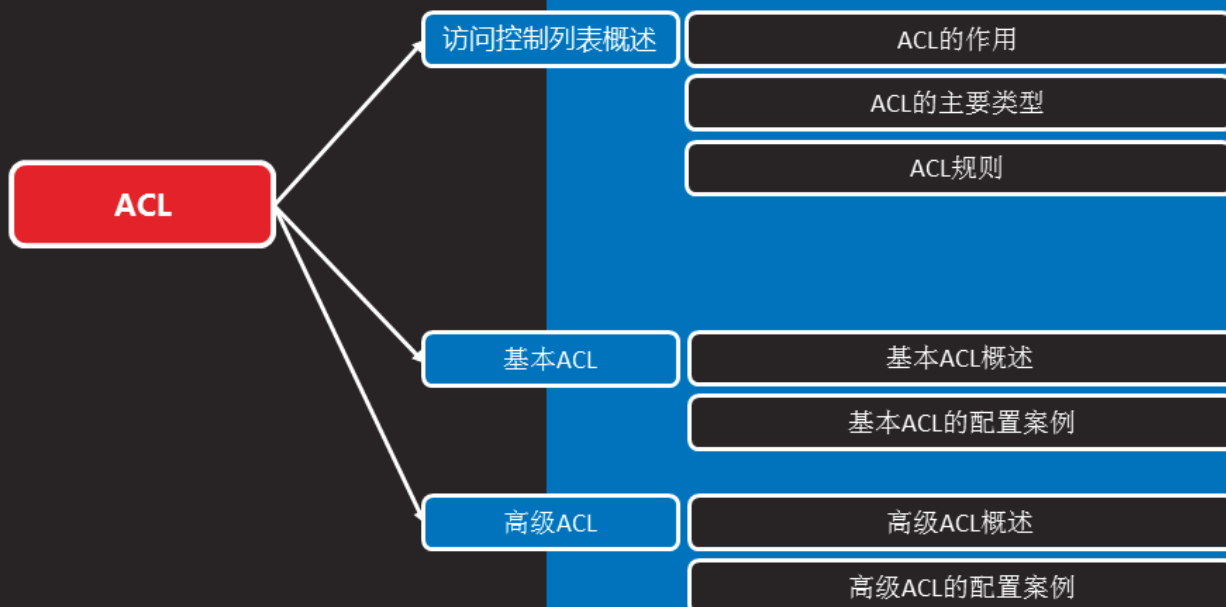 访问控制列表概述
ACL的作用
ACL的主要类型
ACL规则
ACL
基本ACL
基本ACL概述
基本ACL的配置案例
高级ACL
高级ACL概述
高级ACL的配置案例